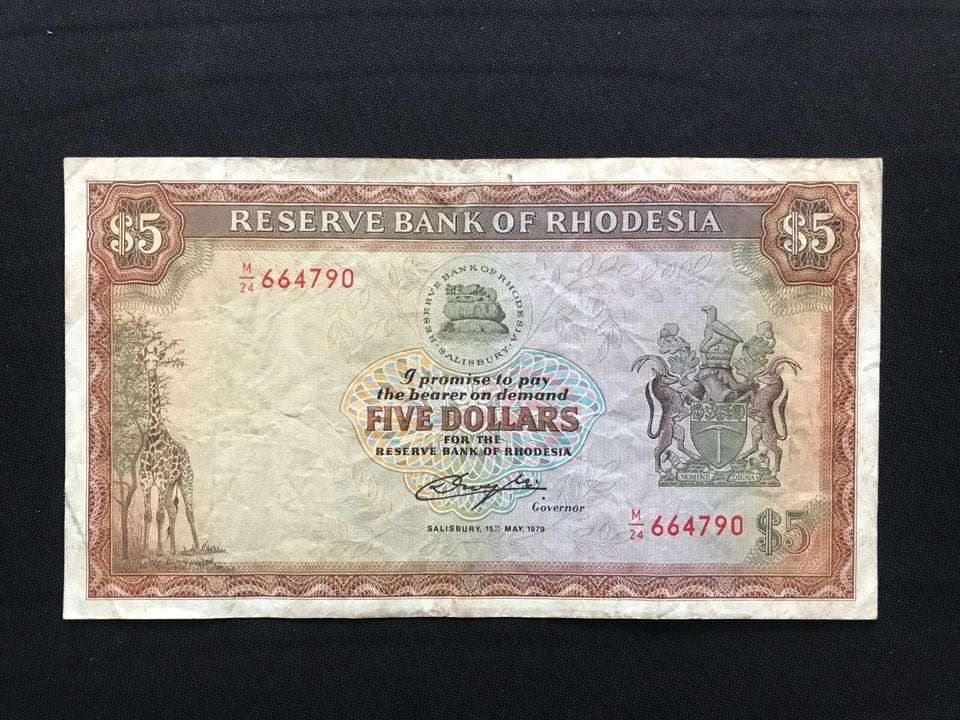 $5
RESERVE BANK OF RHODESIA
$5
M/24 664790
RESERVE BANK OF RHODESIA
· SALISBURY ·
I promise to pay
the bearer on demand
FIVE DOLLARS
FOR THE
RESERVE BANK OF RHODESIA
Governor
SALISBURY, 15TH MAY, 1979
NOMINE DIGNA
M/24 664790
$5